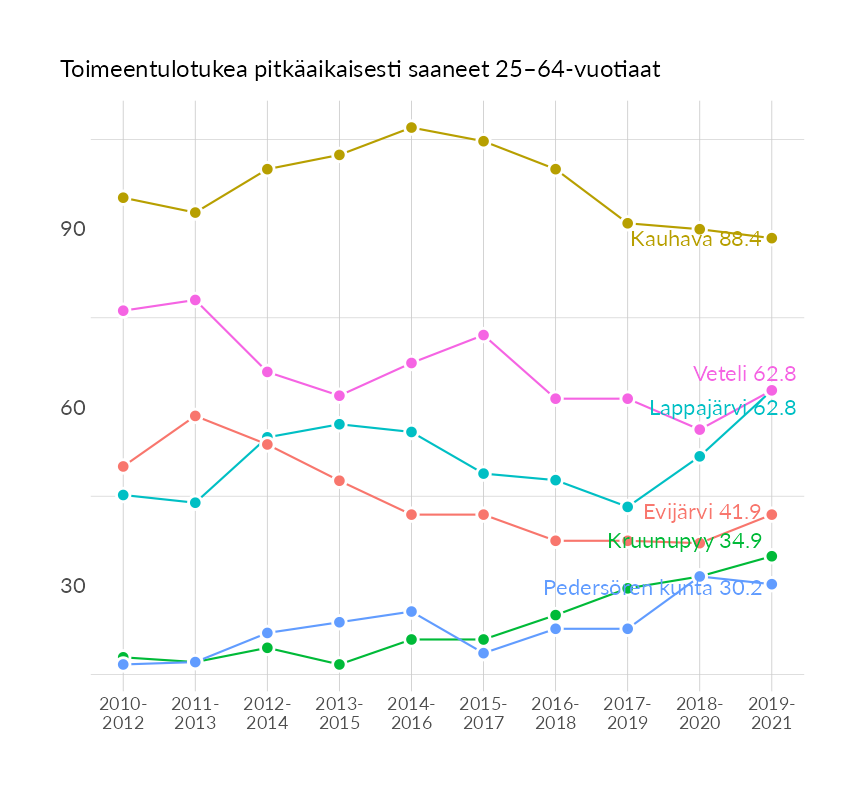 Toimeentulotukea pitkäaikaisesti saaneet 25–64-vuotiaat
90
60
30
Kauhava 88.4
Veteli 62.8
Lappajärvi 62.8
Evijärvi 41.9
Kruunupyy 34.9
Pedersören kunta 30.2
2010- 2011- 2012- 2013- 2014- 2015- 2016- 2017- 2018- 2019-
2012 2013 2014 2015 2016 2017 2018 2019 2020 2021